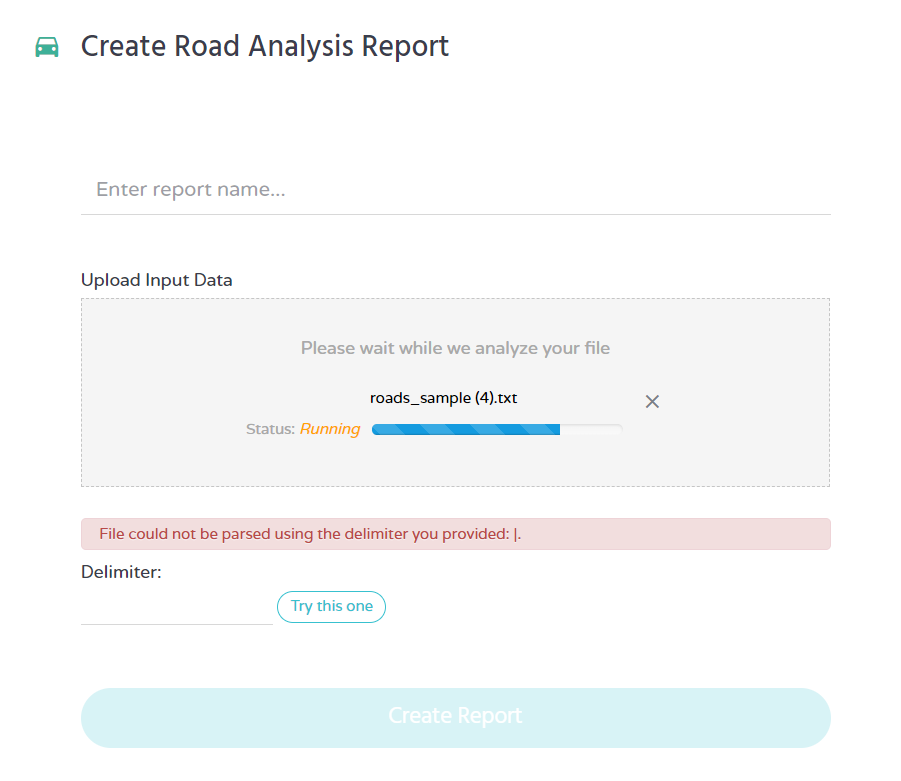 Create Road Analysis Report
Enter report name...
Upload Input Data
Please wait while we analyze your file
roads_sample (4).txt
Status: Running
File could not be parsed using the delimiter you provided: |.
Delimiter:
Try this one
Create Report